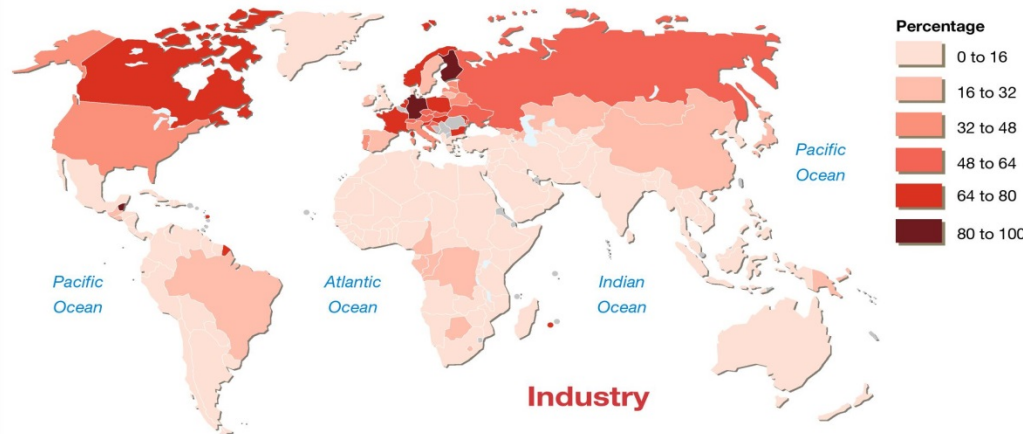 Percentage
0 to 16
16 to 32
32 to 48
48 to 64
64 to 80
80 to 100
Pacific
Ocean
Pacific
Ocean
Atlantic
Ocean
Indian
Ocean
Industry